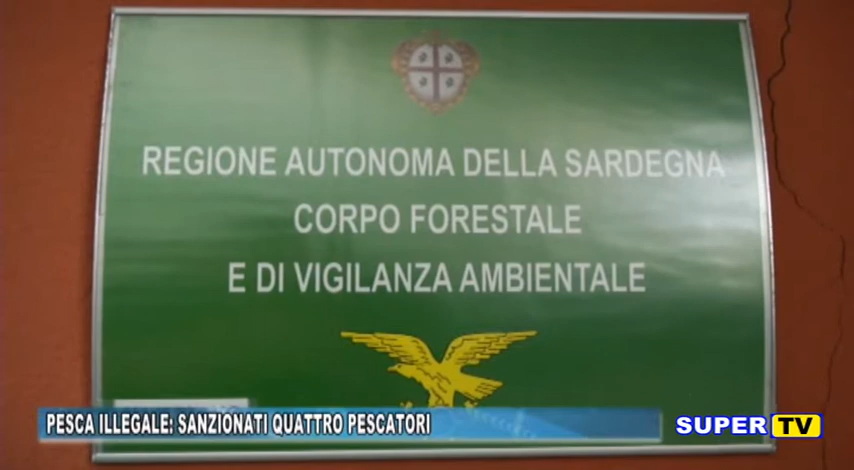 REGIONE AUTONOMA DELLA SARDEGNA
CORPO FORESTALE
E DI VIGILANZA AMBIENTALE
PESCA ILLEGALE: SANZIONATI QUATTRO PESCATORI
SUPER TV